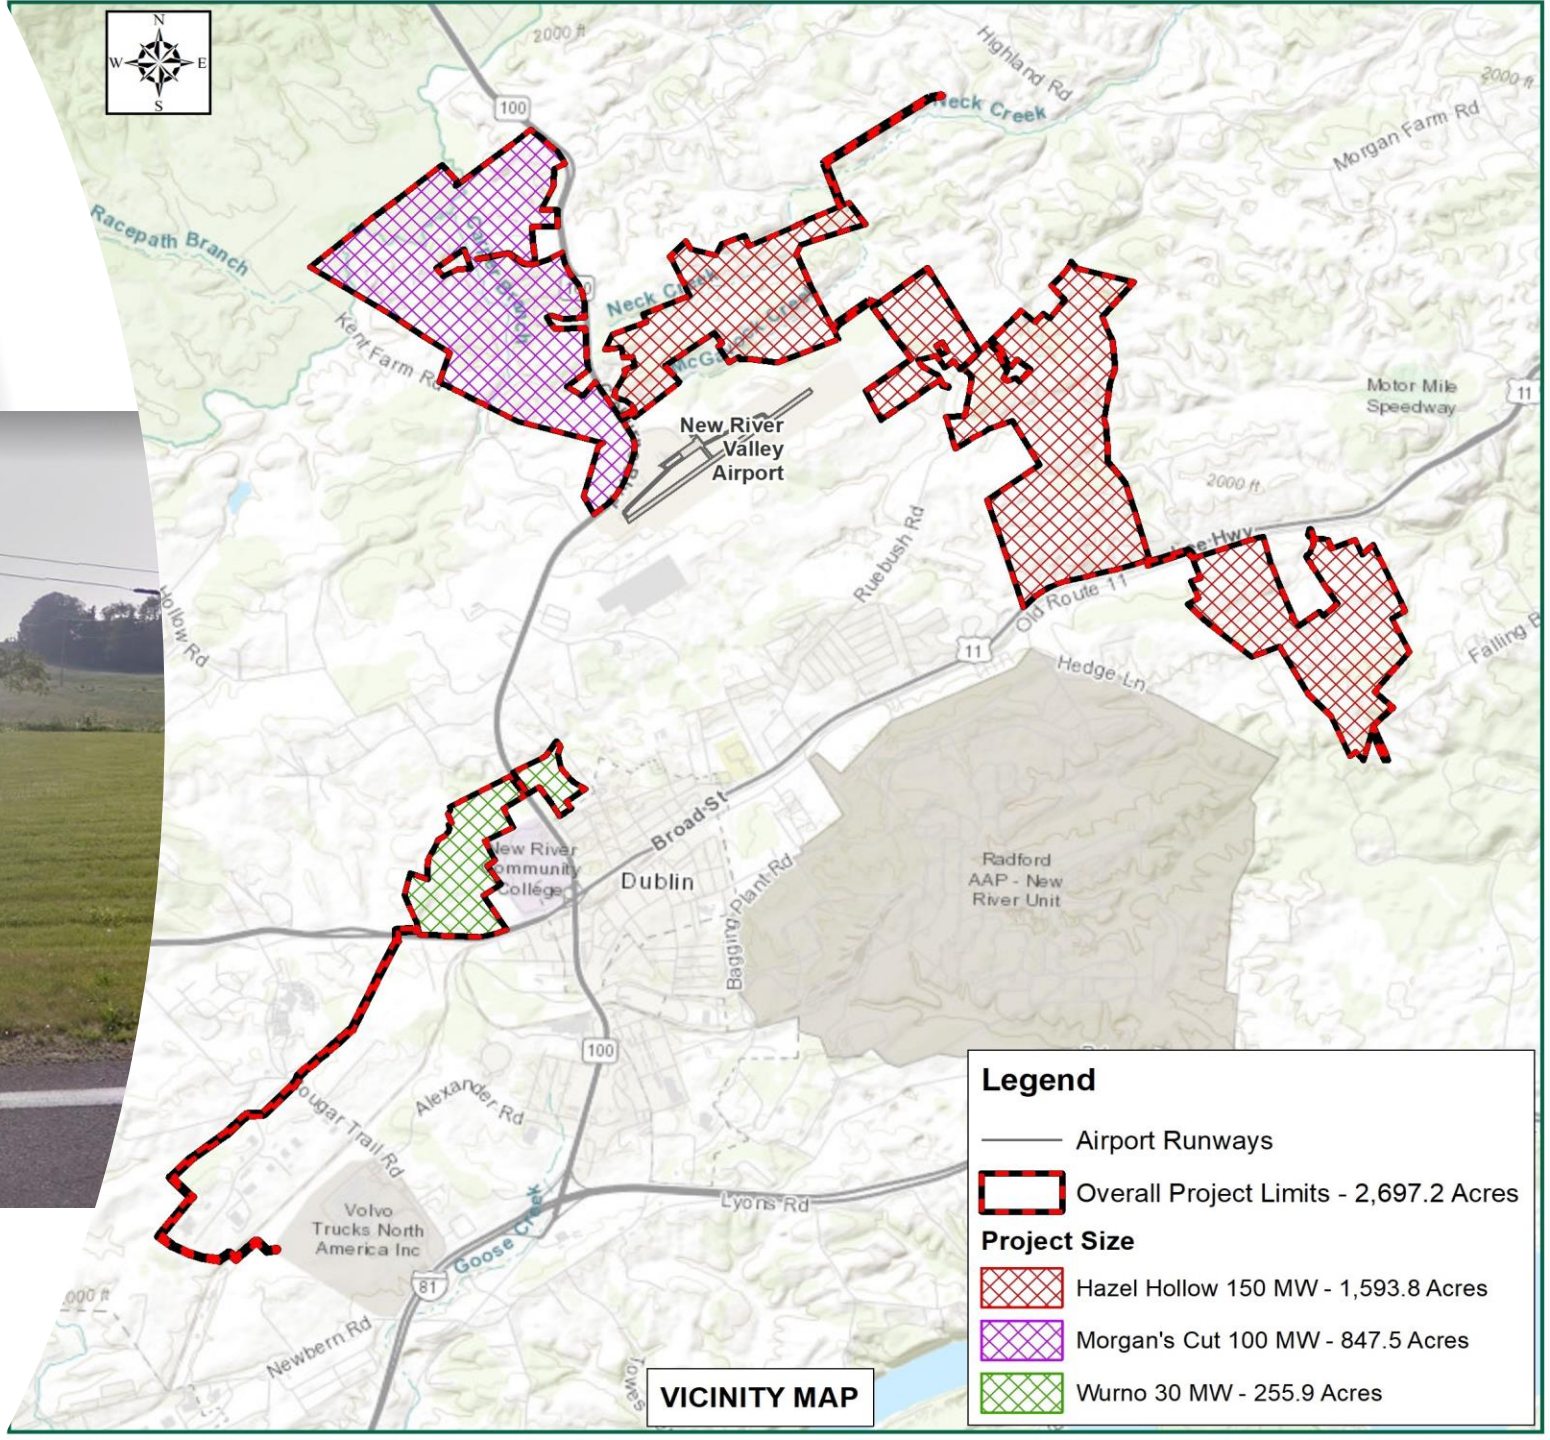 N
W E
S
2000 ft
Highland Rd
2000 ft
100
Neck Creek
Morgan Farm Rd
Racepath Branch
Branch
Neck Creek
Kent Farm Rd
Motor Mile
Speedway
11
New River
Valley
Airport
2000 ft
Ruebush Rd
Lee Hwy
Old Route 11
11
Hedge Ln
Hollow Rd
Broad St
New River
Community
College
Dublin
Bagging Plant Rd
Radford
AAP - New
River Unit
100
Alexander Rd
Cougar Trail Rd
Volvo
Trucks North
America Inc
Goose Creek
Lyons Rd
81
Newbern Rd
VICINITY MAP
Legend
Airport Runways
Overall Project Limits - 2,697.2 Acres
Project Size
Hazel Hollow 150 MW - 1,593.8 Acres
Morgan's Cut 100 MW - 847.5 Acres
Wurno 30 MW - 255.9 Acres